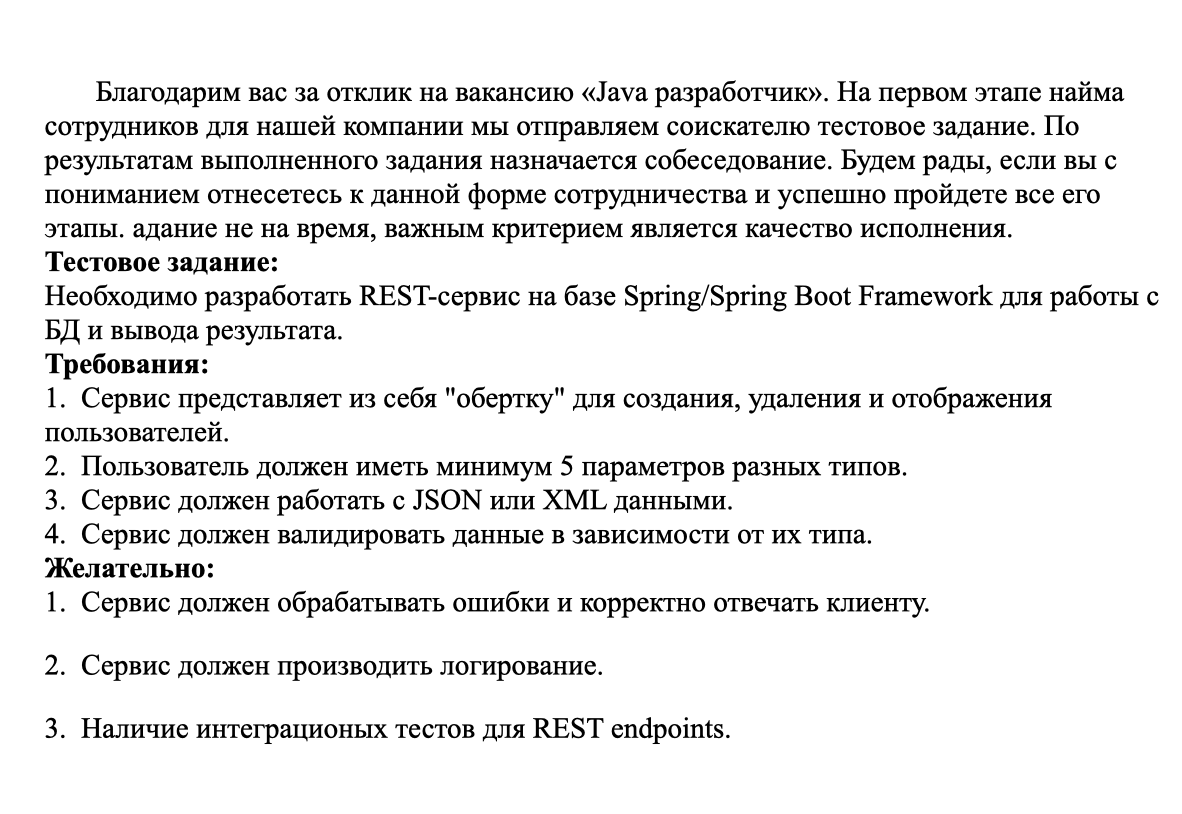 Благодарим вас за отклик на вакансию «Java разработчик». На первом этапе найма
сотрудников для нашей компании мы отправляем соискателю тестовое задание. По
результатам выполненного задания назначается собеседование. Будем рады, если вы с
пониманием отнесетесь к данной форме сотрудничества и успешно пройдете все его
этапы. адание не на время, важным критерием является качество исполнения.
Тестовое задание:
Необходимо разработать REST-сервис на базе Spring/Spring Boot Framework для работы с
БД и вывода результата.
Требования:
1. Сервис представляет из себя "обертку" для создания, удаления и отображения
пользователей.
2. Пользователь должен иметь минимум 5 параметров разных типов.
3. Сервис должен работать с JSON или XML данными.
4. Сервис должен валидировать данные в зависимости от их типа.
Желательно:
1. Сервис должен обрабатывать ошибки и корректно отвечать клиенту.
2. Сервис должен производить логирование.
3. Наличие интеграционых тестов для REST endpoints.